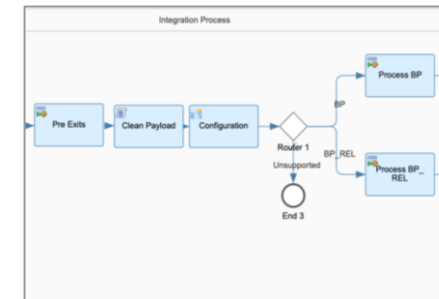 Integration Process
Pre Exits
Clean Payload
Configuration
Router 1
BP
BP_REL
Unsupported
End 3
Process BP
Process BP_
REL